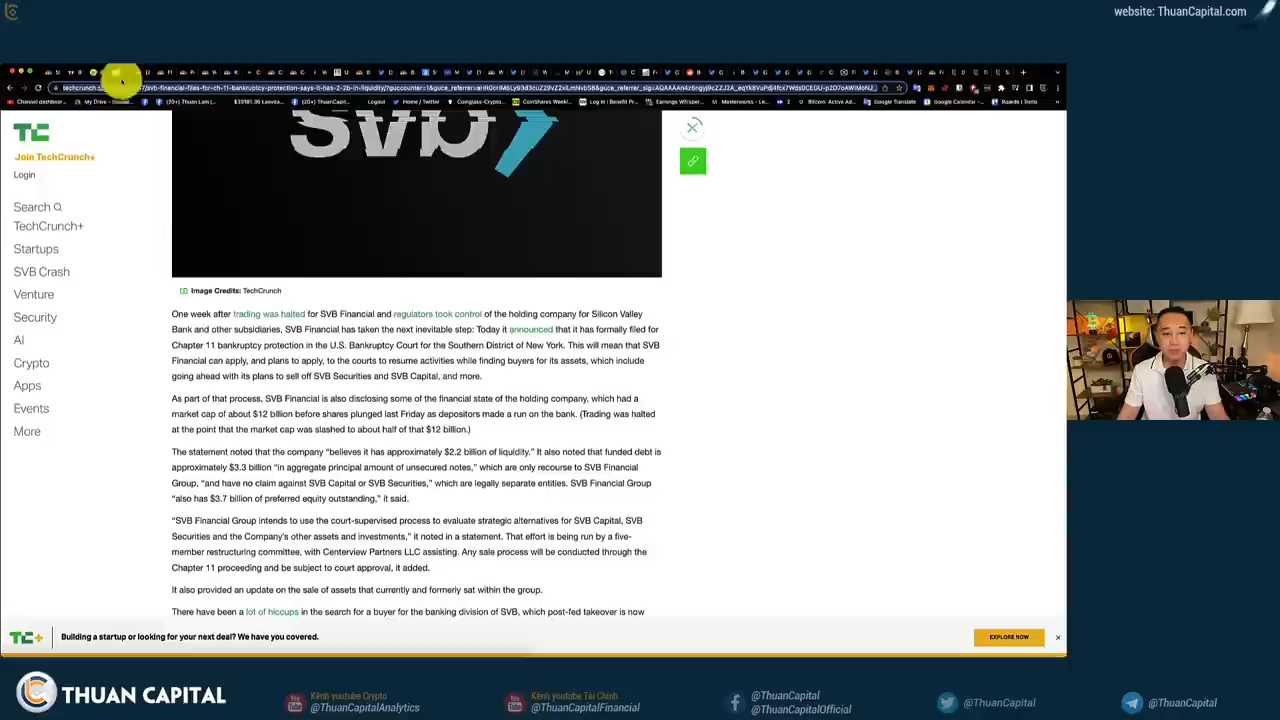 website: ThuanCapital.com
TC
Join TechCrunch+
Login
Search
TechCrunch+
Startups
SVB Crash
Venture
Security
AI
Crypto
Apps
Events
More
svb
Image Credits: TechCrunch
One week after trading was halted for SVB Financial and regulators took control of the holding company for Silicon Valley
Bank and other subsidiaries, SVB Financial has taken the next inevitable step: Today it announced that it has formally filed for
Chapter 11 bankruptcy protection in the U.S. Bankruptcy Court for the Southern District of New York. This will mean that SVB
Financial can apply, and plans to apply, to the courts to resume activities while finding buyers for its assets, which include
going ahead with its plans to sell off SVB Securities and SVB Capital, and more.
As part of that process, SVB Financial is also disclosing some of the financial state of the holding company, which had a
market cap of about $12 billion before shares plunged last Friday as depositors made a run on the bank. (Trading was halted
at the point that the market cap was slashed to about half of that $12 billion.)
The statement noted that the company “believes it has approximately $2.2 billion of liquidity.” It also noted that funded debt is
approximately $3.3 billion “in aggregate principal amount of unsecured notes,” which are only recourse to SVB Financial
Group, “and have no claim against SVB Capital or SVB Securities,” which are legally separate entities. SVB Financial Group
“also has $3.7 billion of preferred equity outstanding,” it said.
“SVB Financial Group intends to use the court-supervised process to evaluate strategic alternatives for SVB Capital, SVB
Securities and the Company’s other assets and investments,” it noted in a statement. That effort is being run by a five-
member restructuring committee, with Centerview Partners LLC assisting. Any sale process will be conducted through the
Chapter 11 proceeding and be subject to court approval, it added.
It also provided an update on the sale of assets that currently and formerly sat within the group.
There have been a lot of hiccups in the search for a buyer for the banking division of SVB, which post-fed takeover is now
TC+ Building a startup or looking for your next deal? We have you covered. EXPLORE NOW
THUAN CAPITAL
Kênh youtube Crypto
@ThuanCapitalAnalytics
Kênh youtube Tài Chính
@ThuanCapitalFinancial
@ThuanCapital
@ThuanCapitalOfficial
@ThuanCapital
@ThuanCapital